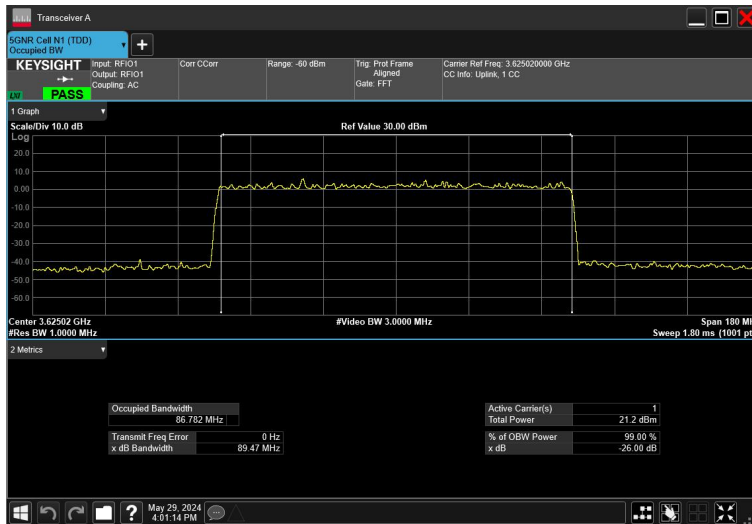 Transceiver A
5GNR Cell N1 (TDD)
Occupied BW
KEYSIGHT
LXI
PASS
Input: RFIO1
Output: RFIO1
Coupling: AC
Corr CCorr
Range: -60 dBm
Trig: Prot Frame
Aligned
Gate: FFT
Carrier Ref Freq: 3.625020000 GHz
CC Info: Uplink, 1 CC
1 Graph
Scale/Div 10.0 dB
Ref Value 30.00 dBm
Log
20.0
10.0
0.00
-10.0
-20.0
-30.0
-40.0
-50.0
-60.0
Center 3.62502 GHz
#Video BW 3.0000 MHz
Span 180 M
#Res BW 1.0000 MHz
Sweep 1.80 ms (1001 pt
2 Metrics
Occupied Bandwidth
86.782 MHz
Transmit Freq Error 0 Hz
x dB Bandwidth 89.47 MHz
Active Carrier(s) 1
Total Power 21.2 dBm
% of OBW Power 99.00 %
x dB -26.00 dB
?
May 29, 2024
4:01:14 PM